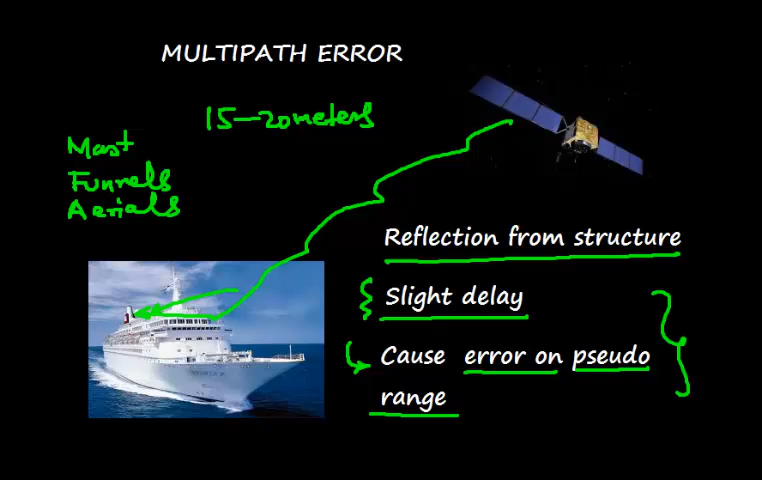 MULTIPATH ERROR
15-20meters
Mast
Funnels
Aerials
Reflection from structure
Slight delay
Cause error on pseudo
range